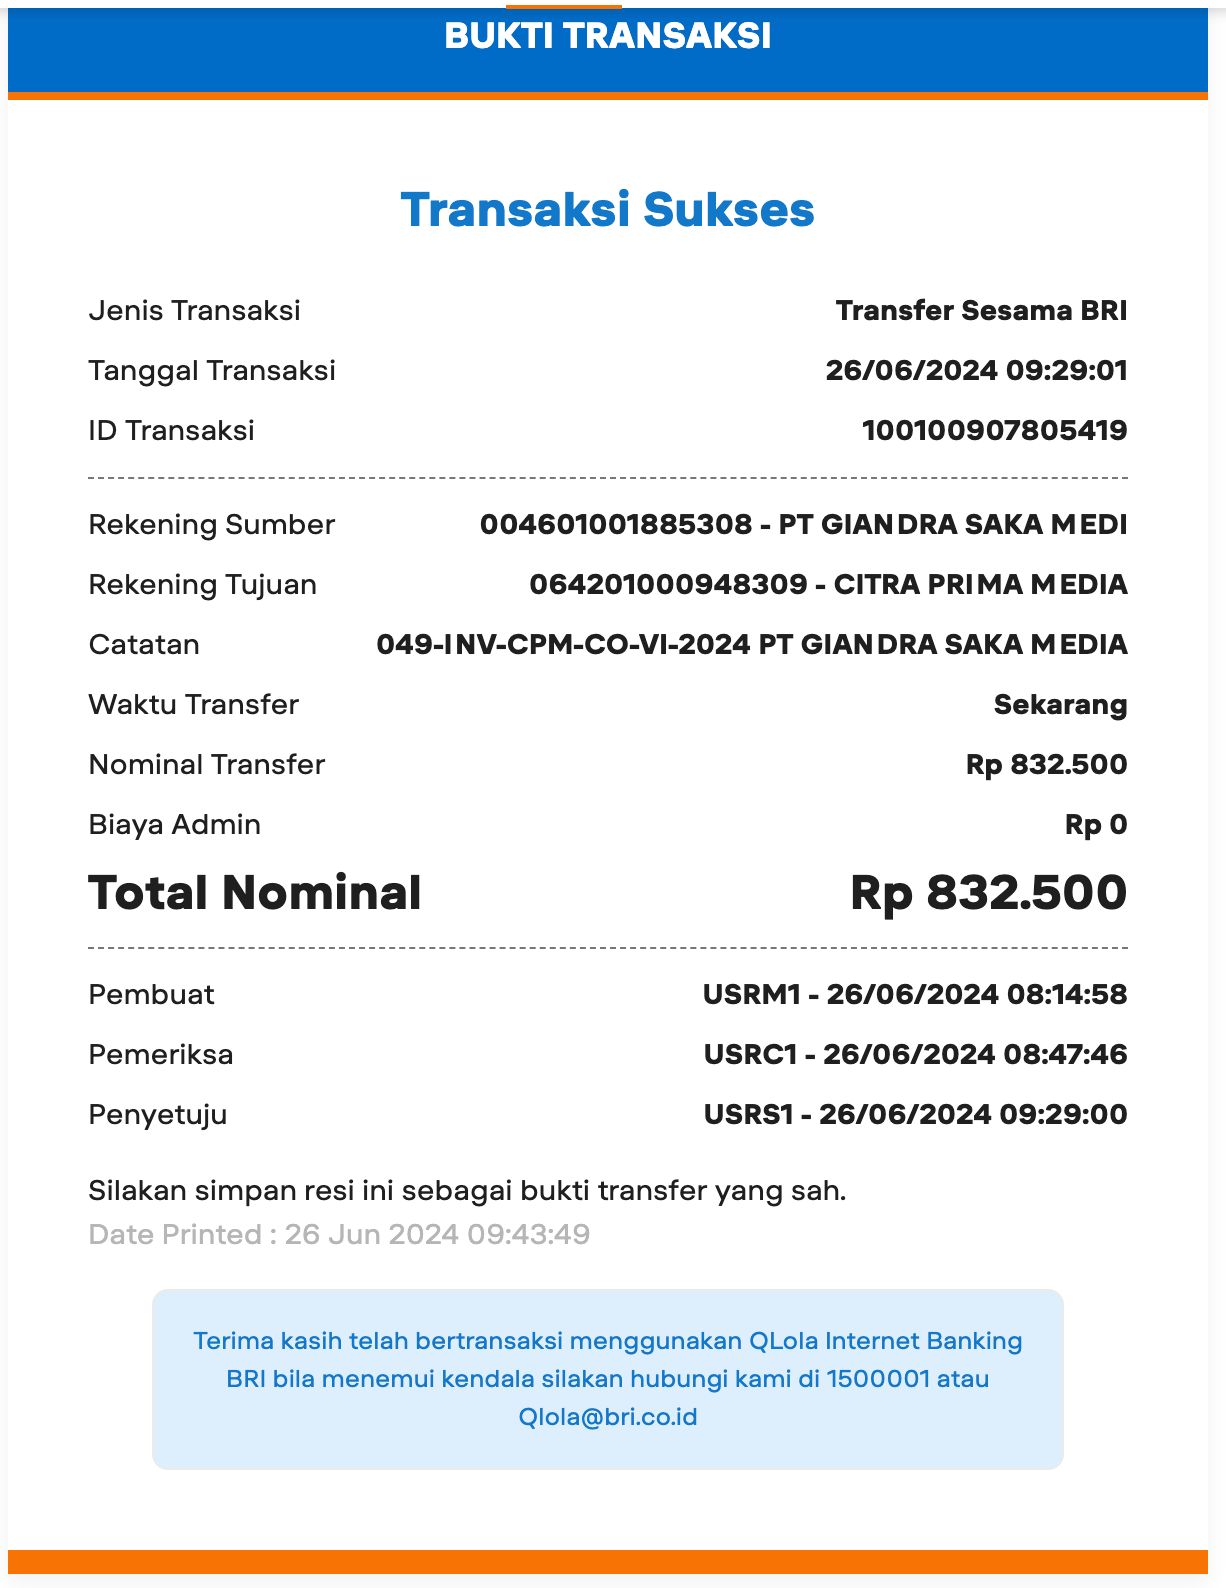 BUKTI TRANSAKSI
Transaksi Sukses
Jenis Transaksi Transfer Sesama BRI
Tanggal Transaksi 26/06/2024 09:29:01
ID Transaksi 100100907805419
Rekening Sumber 004601001885308 - PT GIANDRA SAKA MEDI
Rekening Tujuan 064201000948309 - CITRA PRIMA MEDIA
Catatan 049-INV-CPM-CO-VI-2024 PT GIANDRA SAKA MEDIA
Waktu Transfer Sekarang
Nominal Transfer Rp 832.500
Biaya Admin Rp 0
Total Nominal Rp 832.500
Pembuat USRM1 - 26/06/2024 08:14:58
Pemeriksa USRC1 - 26/06/2024 08:47:46
Penyetuju USRS1 - 26/06/2024 09:29:00
Silakan simpan resi ini sebagai bukti transfer yang sah.
Date Printed : 26 Jun 2024 09:43:49
Terima kasih telah bertransaksi menggunakan QLola Internet Banking
BRI bila menemui kendala silakan hubungi kami di 1500001 atau
Qlola@bri.co.id